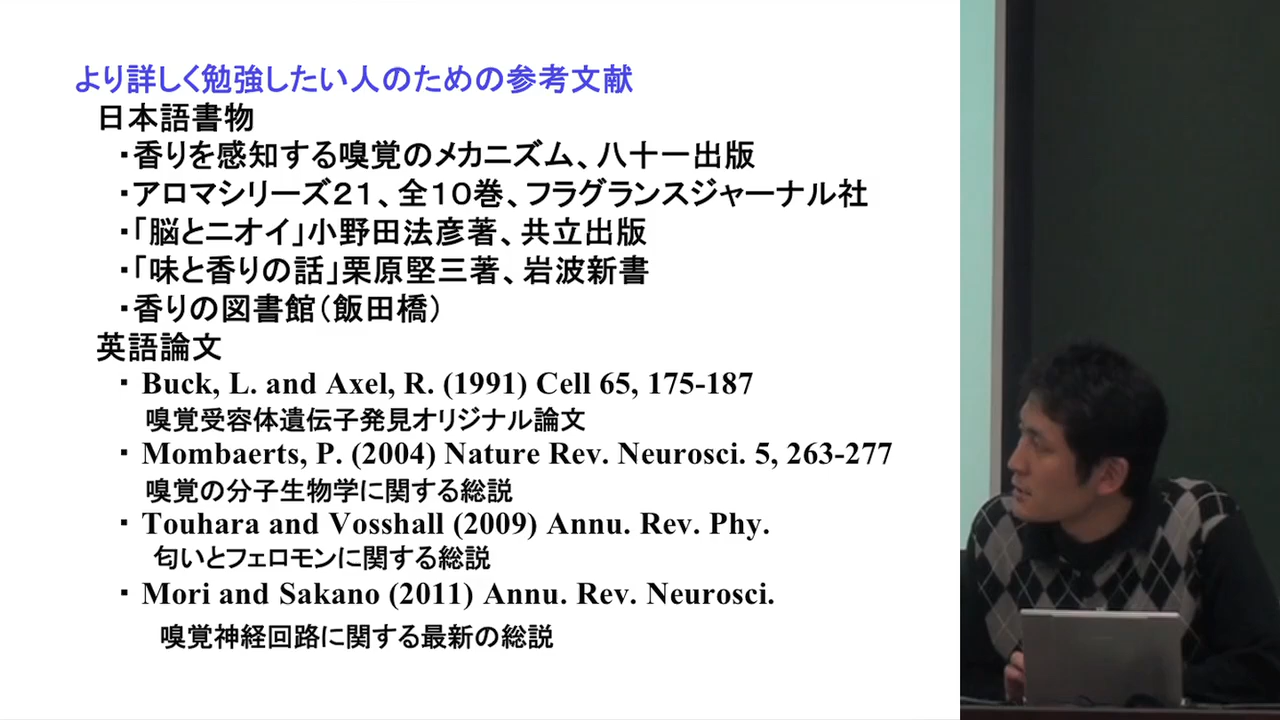 より詳しく勉強したい人のための参考文献
日本語書物
・香りを感知する嗅覚のメカニズム、八十一出版
・アロマシリーズ２１、全１０巻、フラグランスジャーナル社
・「脳とニオイ」小野田法彦著、共立出版
・「味と香りの話」栗原堅三著、岩波新書
・香りの図書館（飯田橋）
英語論文
・Buck, L. and Axel, R. (1991) Cell 65, 175-187
嗅覚受容体遺伝子発見オリジナル論文
・Mombaerts, P. (2004) Nature Rev. Neurosci. 5, 263-277
嗅覚の分子生物学に関する総説
・Touhara and Vosshall (2009) Annu. Rev. Phy.
匂いとフェロモンに関する総説
・Mori and Sakano (2011) Annu. Rev. Neurosci.
嗅覚神経回路に関する最新の総説